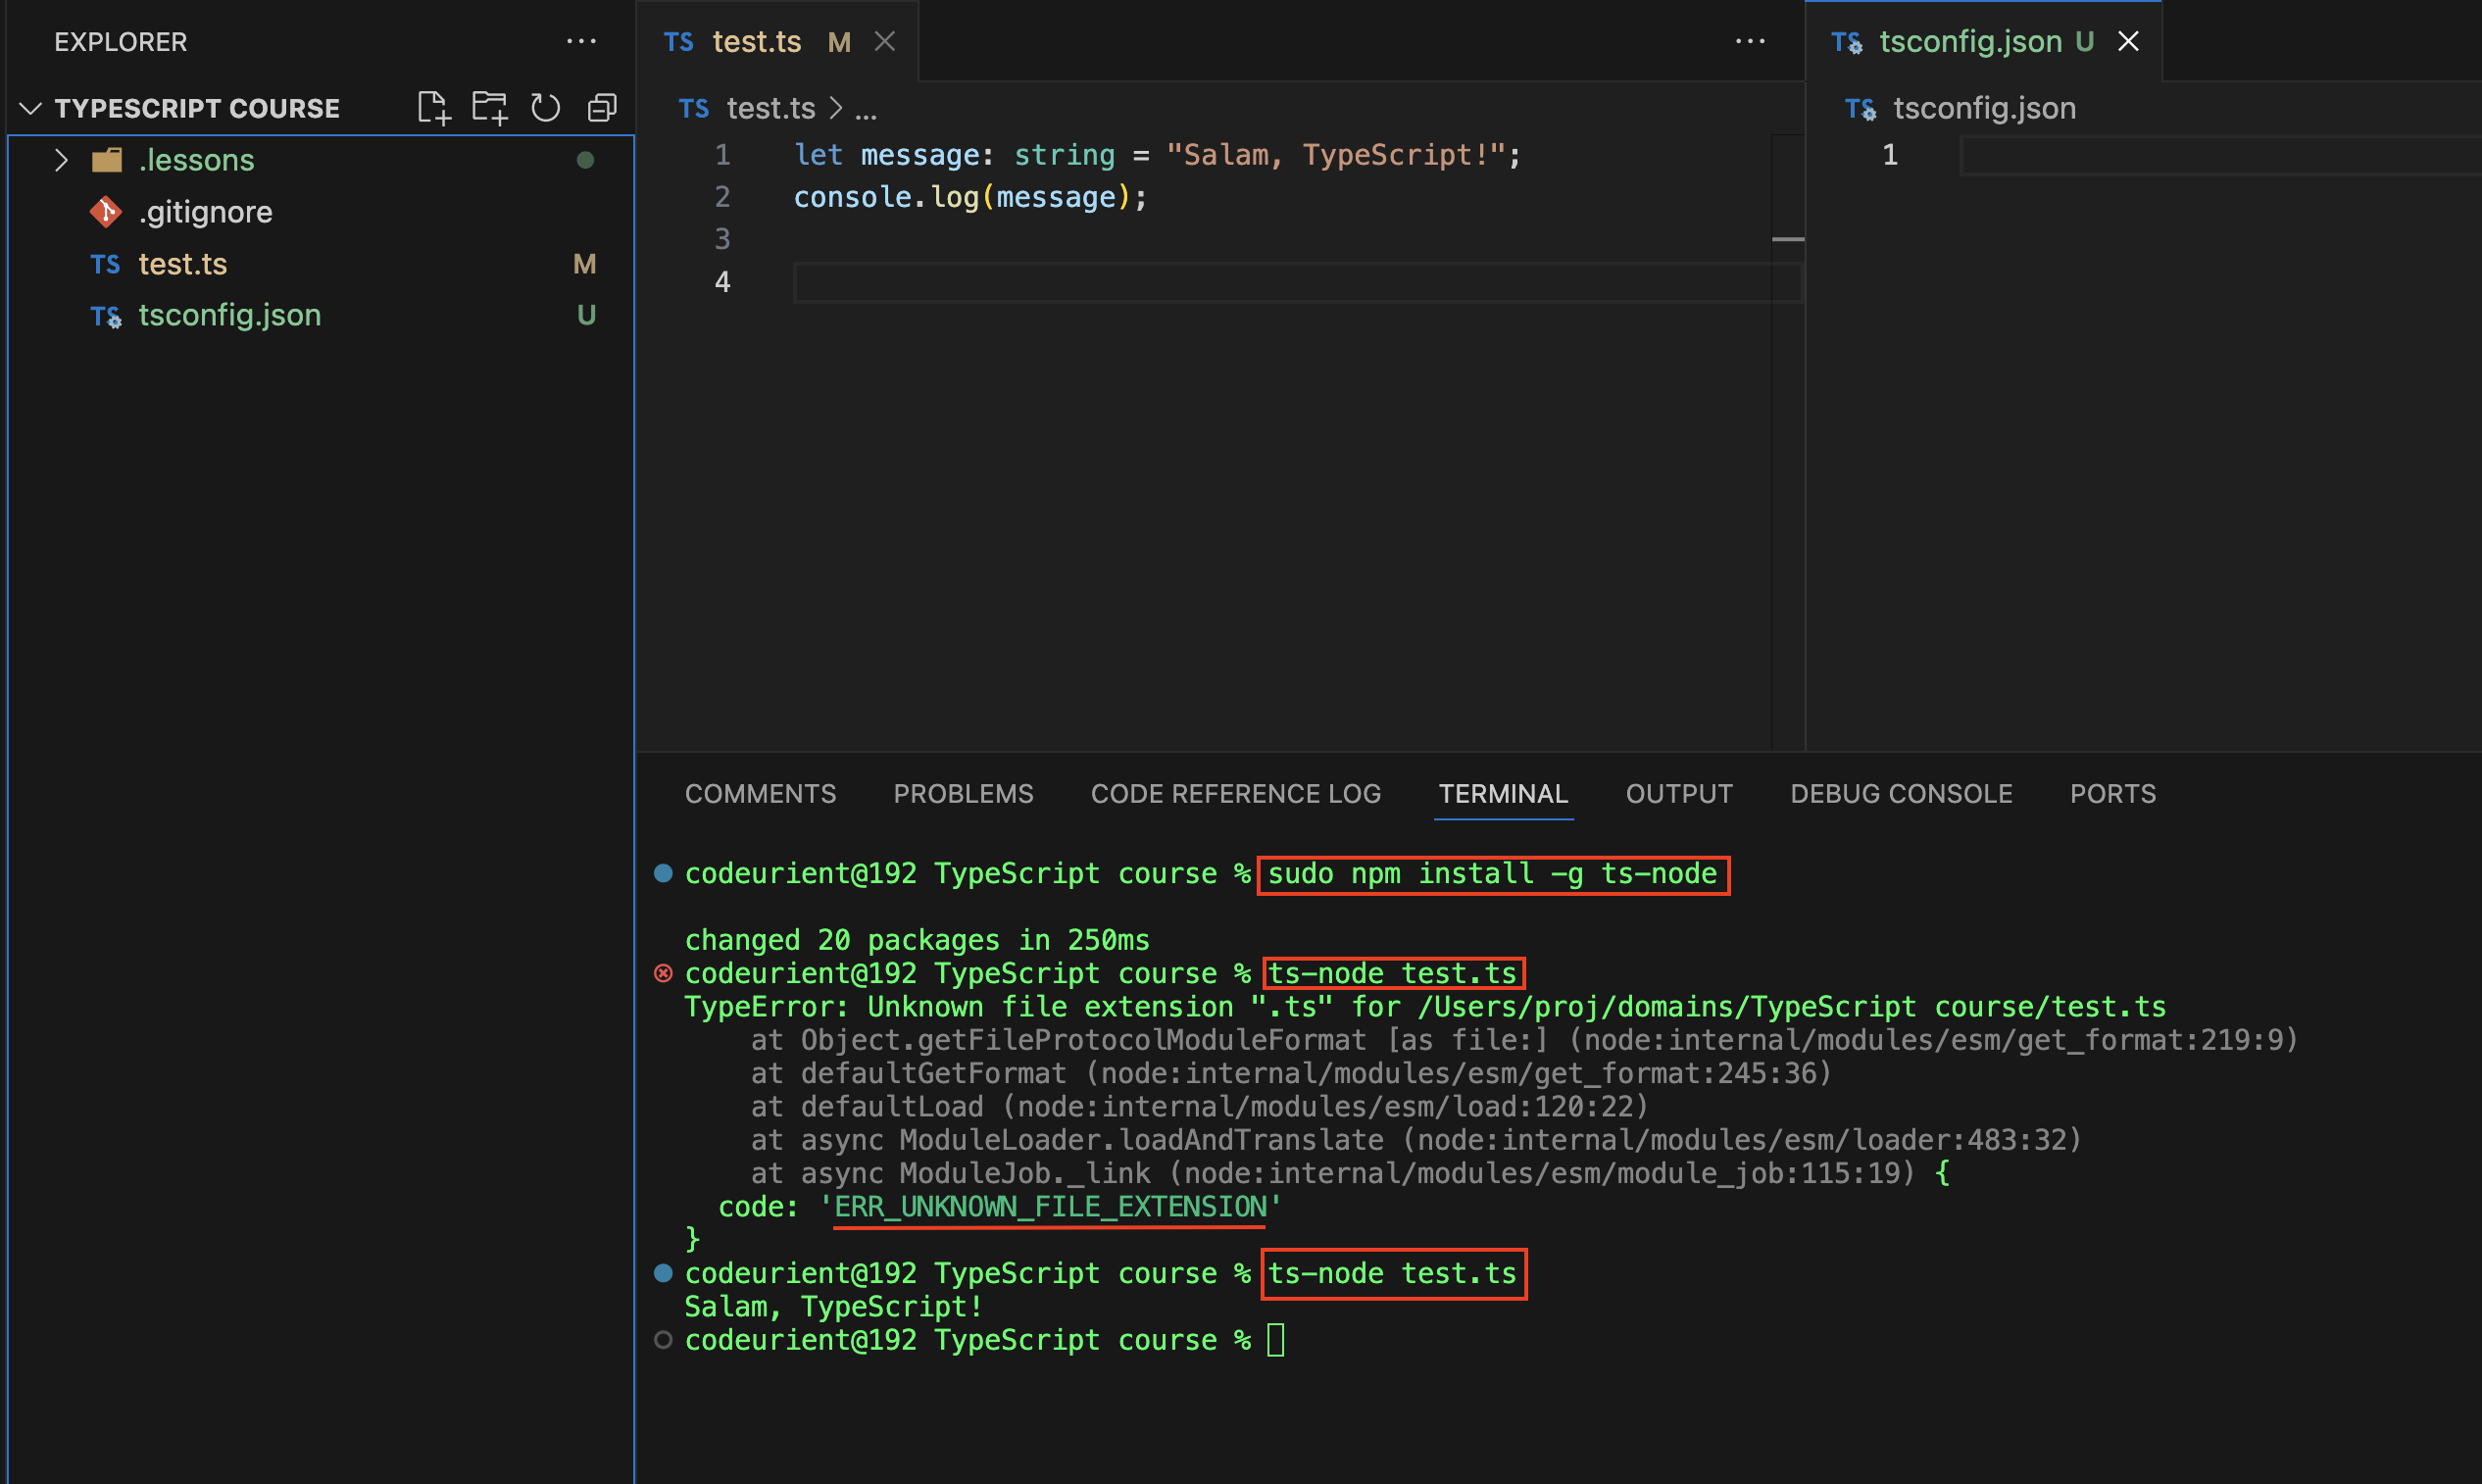 EXPLORER
TYPESCRIPT COURSE
.lessons
.gitignore
TS test.ts M
TS tsconfig.json U
TS test.ts M
TS test.ts > ...
1 let message: string = "Salam, TypeScript!";
2 console.log(message);
3
4
TS tsconfig.json U
TS tsconfig.json
1
COMMENTS PROBLEMS CODE REFERENCE LOG TERMINAL OUTPUT DEBUG CONSOLE PORTS
codeurient@192 TypeScript course % sudo npm install -g ts-node
changed 20 packages in 250ms
codeurient@192 TypeScript course % ts-node test.ts
TypeError: Unknown file extension ".ts" for /Users/proj/domains/TypeScript course/test.ts
at Object.getFileProtocolModuleFormat [as file:] (node:internal/modules/esm/get_format:219:9)
at defaultGetFormat (node:internal/modules/esm/get_format:245:36)
at defaultLoad (node:internal/modules/esm/load:120:22)
at async ModuleLoader.loadAndTranslate (node:internal/modules/esm/loader:483:32)
at async ModuleJob._link (node:internal/modules/esm/module_job:115:19) {
code: 'ERR_UNKNOWN_FILE_EXTENSION'
}
codeurient@192 TypeScript course % ts-node test.ts
Salam, TypeScript!
codeurient@192 TypeScript course %